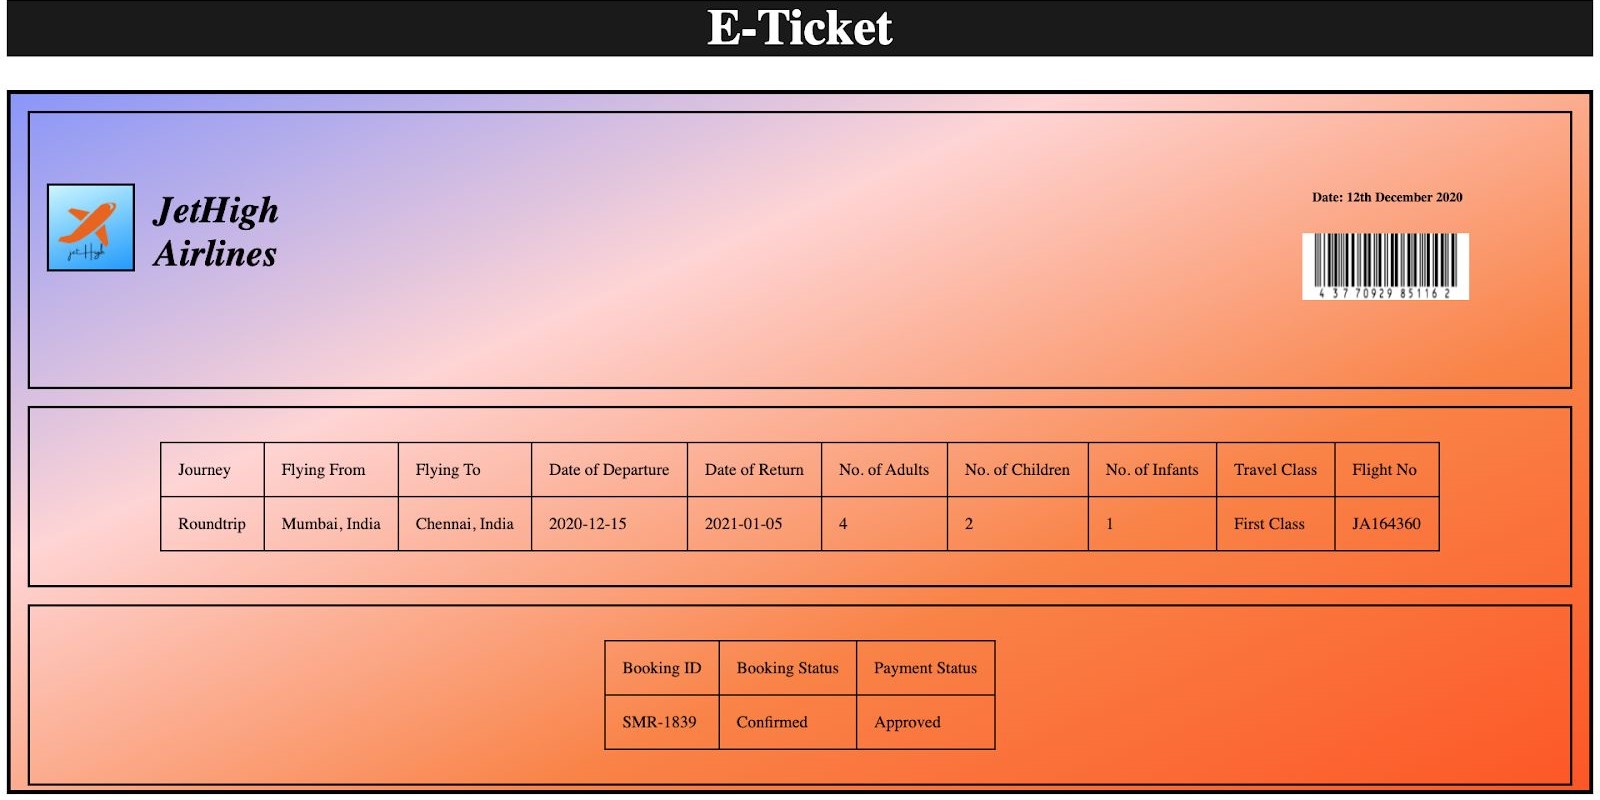 E-Ticket
JetHigh
Airlines
jetHigh
Date: 12th December 2020
4 37 70929 85116 2
Journey Flying From Flying To Date of Departure Date of Return No. of Adults No. of Children No. of Infants Travel Class Flight No
Roundtrip Mumbai, India Chennai, India 2020-12-15 2021-01-05 4 2 1 First Class JA164360
Booking ID Booking Status Payment Status
SMR-1839 Confirmed Approved